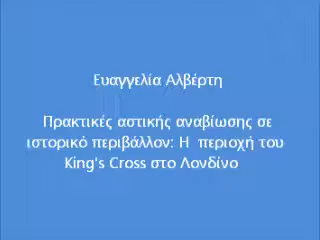 Ευαγγελία Αλβέρτη
Πρακτικές αστικής αναβίωσης σε
ιστορικό περιβάλλον: Η περιοχή του
King's Cross στο Λονδίνο